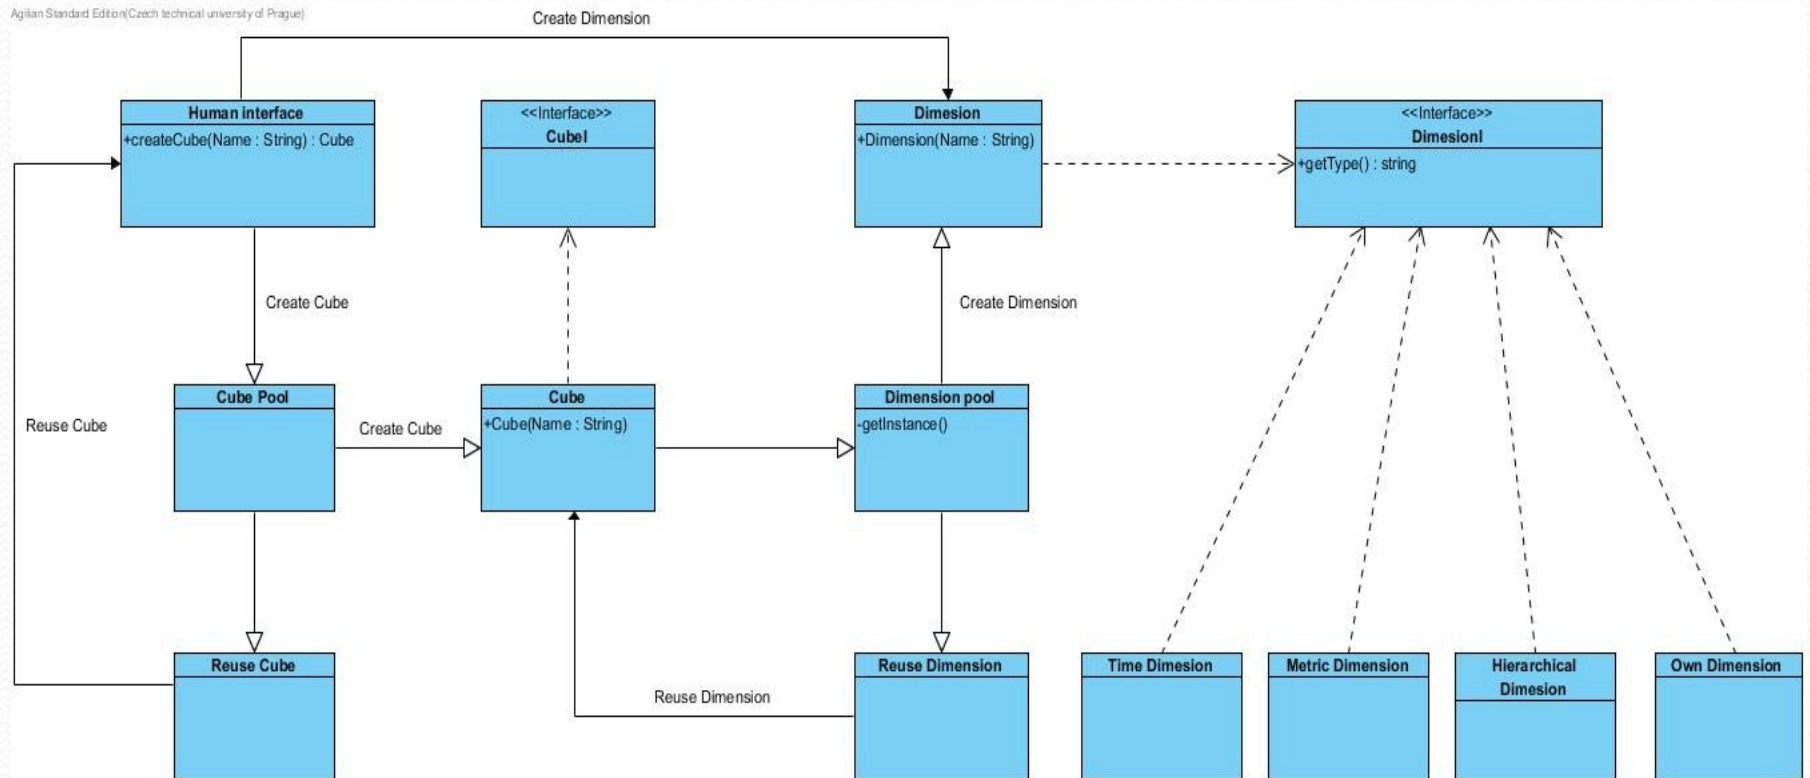 Agilian Standard Edition(Czech technical university of Prague)
Create Dimension
Human interface
+createCube(Name : String) : Cube
<<Interface>>
CubeI
Dimesion
+Dimension(Name : String)
<<Interface>>
DimesionI
+getType() : string
Create Cube
Create Dimension
Reuse Cube
Cube Pool
Create Cube
Cube
+Cube(Name : String)
Dimension pool
-getInstance()
Reuse Cube
Reuse Dimension
Reuse Dimension
Time Dimesion
Metric Dimension
Hierarchical
Dimesion
Own Dimension